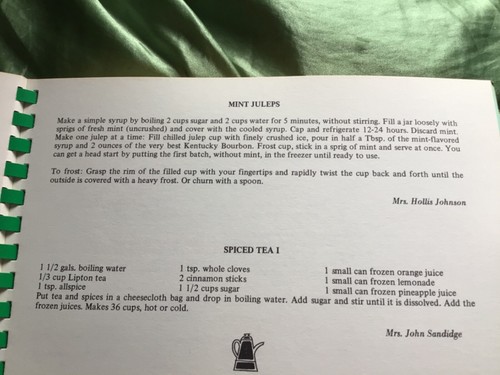 MINT JULEPS
Make a simple syrup by boiling 2 cups sugar and 2 cups water for 5 minutes, without stirring. Fill a jar loosely with
sprigs of fresh mint (uncrushed) and cover with the cooled syrup. Cap and refrigerate 12-24 hours. Discard mint.
Make one julep at a time: Fill chilled julep cup with finely crushed ice, pour in half a Tbsp. of the mint-flavored
syrup and 2 ounces of the very best Kentucky Bourbon. Frost cup, stick in a sprig of mint and serve at once. You
can get a head start by putting the first batch, without mint, in the freezer until ready to use.
To frost: Grasp the rim of the filled cup with your fingertips and rapidly twist the cup back and forth until the
outside is covered with a heavy frost. Or churn with a spoon.
Mrs. Hollis Johnson
SPICED TEA I
1 1/2 gals. boiling water 1 tsp. whole cloves 1 small can frozen orange juice
1/3 cup Lipton tea 2 cinnamon sticks 1 small can frozen lemonade
1 tsp. allspice 1 1/2 cups sugar 1 small can frozen pineapple juice
Put tea and spices in a cheesecloth bag and drop in boiling water. Add sugar and stir until it is dissolved. Add the
frozen juices. Makes 36 cups, hot or cold.
Mrs. John Sandidge